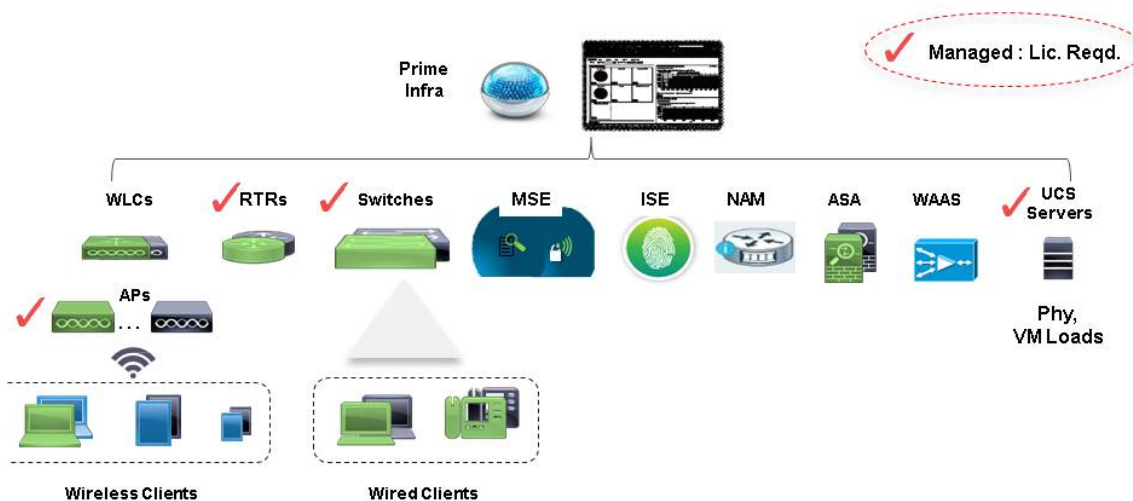 Managed : Lic. Reqd.
Prime
Infra
WLCs
RTRs
Switches
MSE
ISE
NAM
ASA
WAAS
UCS
Servers
APs
...
Phy,
VM Loads
Wireless Clients
Wired Clients